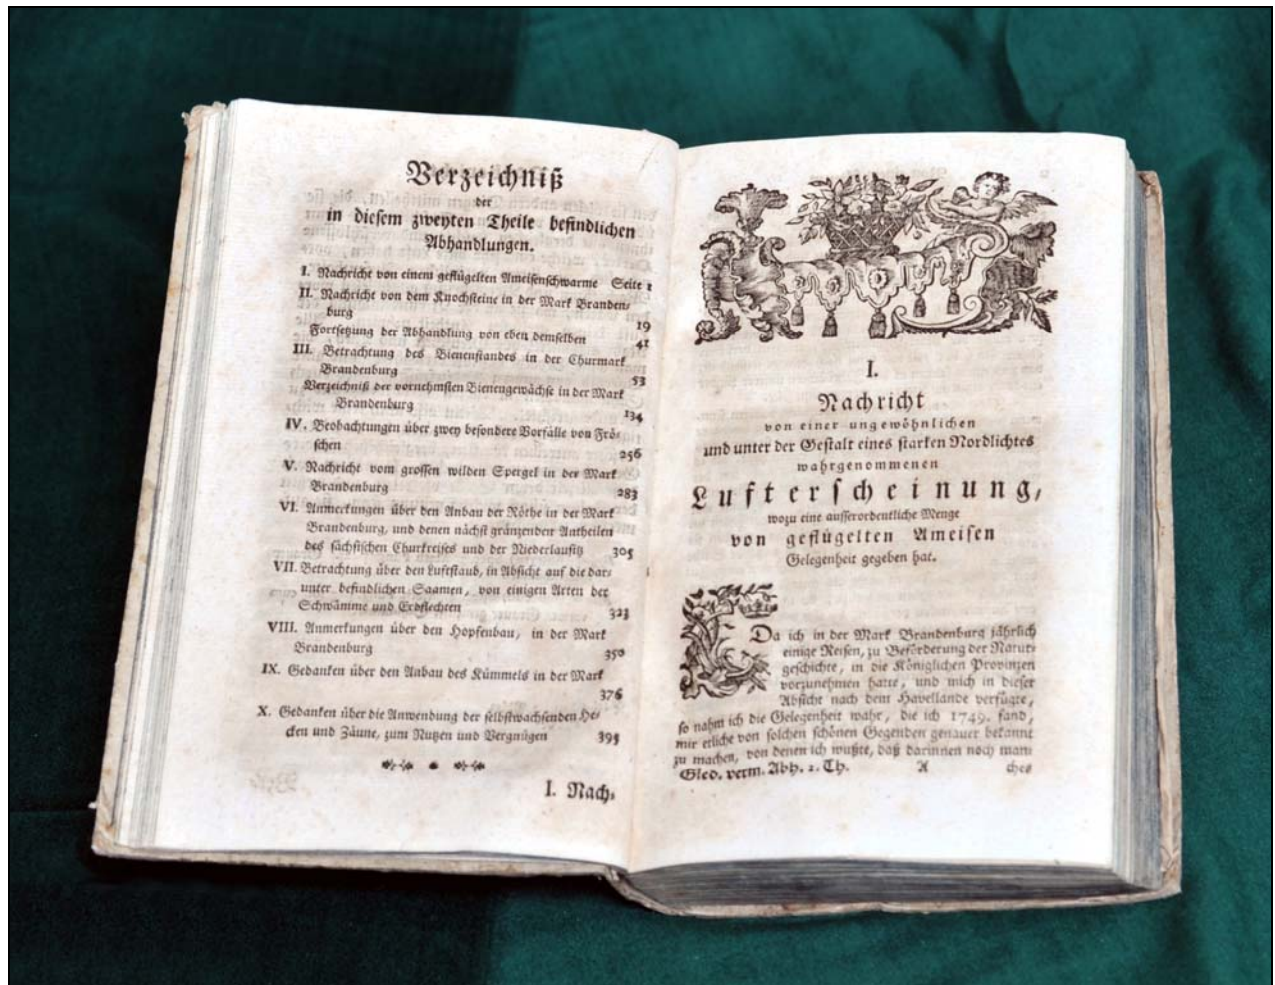 Verzeichniß
der
in diesem zweyten Theile befindlichen
Abhandlungen.
I. Nachricht von einem geflügelten Ameisenschwarme Seite 1
II. Nachricht von dem Knochsteine in der Mark Branden-
burg 19
Fortsetzung der Abhandlung von eben demselben 41
III. Betrachtung des Bienenstandes in der Churmark
Brandenburg 53
Verzeichniß der vornehmsten Bienengewächse in der Mark
Brandenburg 134
IV. Beobachtungen über zwey besondere Vorfälle von Frö-
schen 256
V. Nachricht vom grossen wilden Spergel in der Mark
Brandenburg 283
VI. Anmerkungen über den Anbau der Röthe in der Mark
Brandenburg, und denen nächst gränzenden Antheilen
des sächsischen Churkreises und der Niederlausitz 305
VII. Betrachtung über den Luftstaub, in Absicht auf die dar-
unter befindlichen Saamen, von einigen Arten der
Schwämme und Erdflechten 323
VIII. Anmerkungen über den Hopfenbau, in der Mark
Brandenburg 350
IX. Gedanken über den Anbau des Kümmels in der Mark
376
X. Gedanken über die Anwendung der selbstwachsenden He-
cken und Zäune, zum Nutzen und Vergnügen 395
I. Nach-
I.
Nachricht
von einer ungewöhnlichen
und unter der Gestalt eines starken Nordlichtes
wahrgenommenen
Lufterscheinung,
wozu eine ausserordentliche Menge
von geflügelten Ameisen
Gelegenheit gegeben hat.
Da ich in der Mark Brandenburg jährlich
einige Reisen, zu Beförderung der Natur-
geschichte, in die Königlichen Provinzen
vorzunehmen hatte, und mich in dieser
Absicht nach dem Havellande verfügte,
so nahm ich die Gelegenheit wahr, die ich 1749. fand,
mir etliche von solchen schönen Gegenden genauer bekannt
zu machen, von denen ich wußte, daß darinnen noch man-
Gled. verm. Abh. 2. Th. A ches